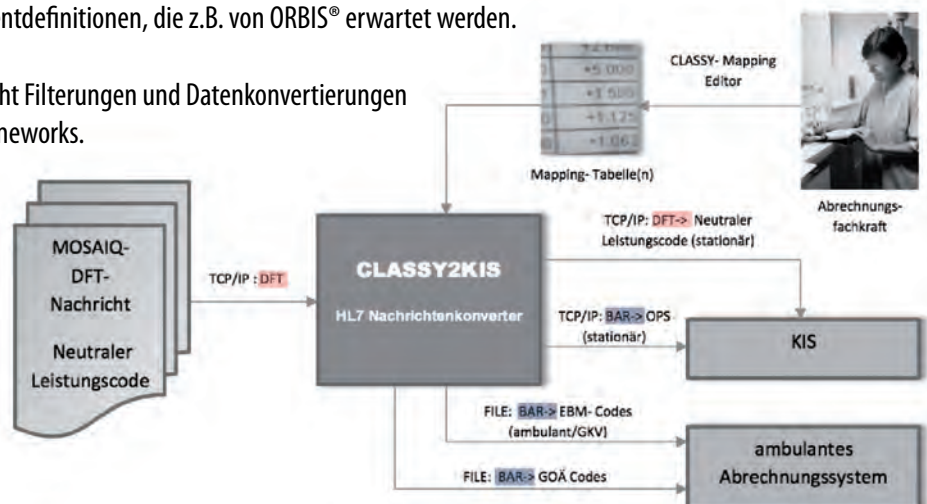 entdefinitionen, die z.B. von ORBIS® erwartet werden.
ht Filterungen und Datenkonvertierungen
neworks.
+5.000
+1.500
+1.125
+1.062
CLASSY- Mapping
Editor
Mapping- Tabelle(n)
Abrechnungs-
fachkraft
MOSAIQ-
DFT-
Nachricht
Neutraler
Leistungscode
TCP/IP : DFT
CLASSY2KIS
HL7 Nachrichtenkonverter
TCP/IP: DFT-> Neutraler
Leistungscode (stationär)
TCP/IP: BAR-> OPS
(stationär)
KIS
FILE: BAR-> EBM- Codes
(ambulant/GKV)
FILE: BAR-> GOÄ Codes
ambulantes
Abrechnungssystem